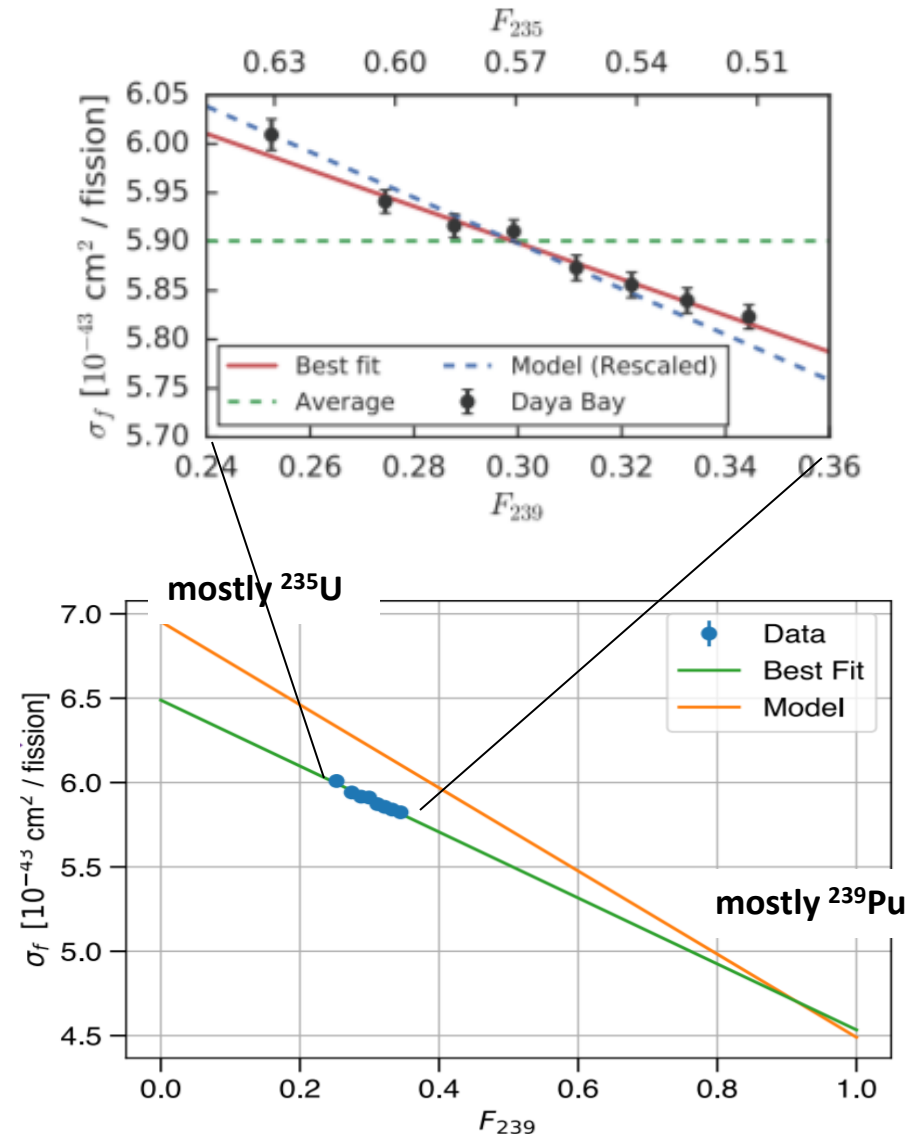 F₂₃₅
0.63 0.60 0.57 0.54 0.51
6.05
6.00
5.95
5.90
5.85
5.80
5.75
5.70
σ_f [10⁻⁴³ cm² / fission]
Best fit
Model (Rescaled)
Average
Daya Bay
0.24 0.26 0.28 0.30 0.32 0.34 0.36
F₂₃₉
mostly ²³⁵U
7.0
6.5
6.0
5.5
5.0
4.5
σ_f [10⁻⁴³ cm² / fission]
Data
Best Fit
Model
mostly ²³⁹Pu
0.0 0.2 0.4 0.6 0.8 1.0
F₂₃₉